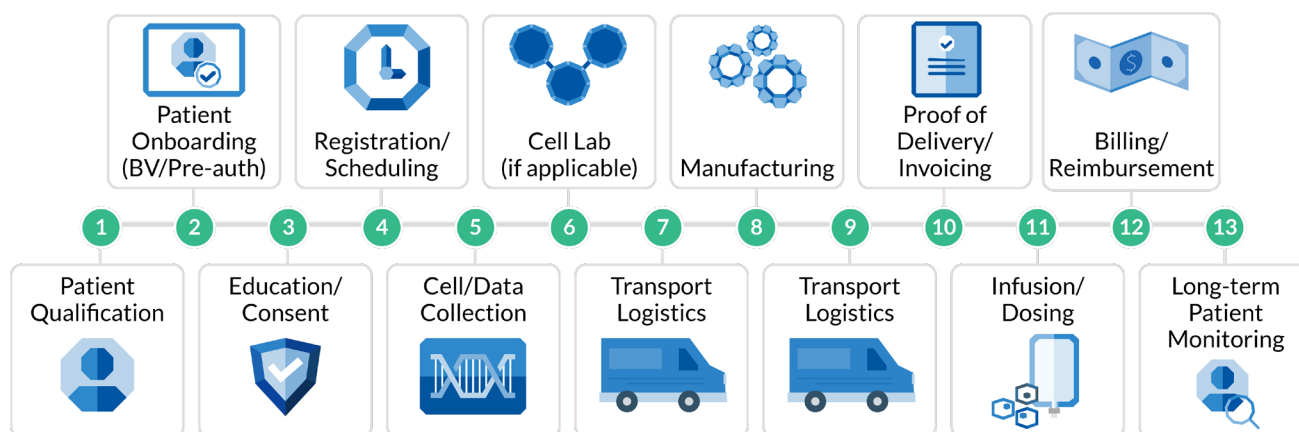 Patient
Onboarding
(BV/Pre-auth)
Registration/
Scheduling
Cell Lab
(if applicable)
Manufacturing
Proof of
Delivery/
Invoicing
$
Billing/
Reimbursement
1 2 3 4 5 6 7 8 9 10 11 12 13
Patient
Qualification
Education/
Consent
Cell/Data
Collection
Transport
Logistics
Transport
Logistics
Infusion/
Dosing
Long-term
Patient
Monitoring